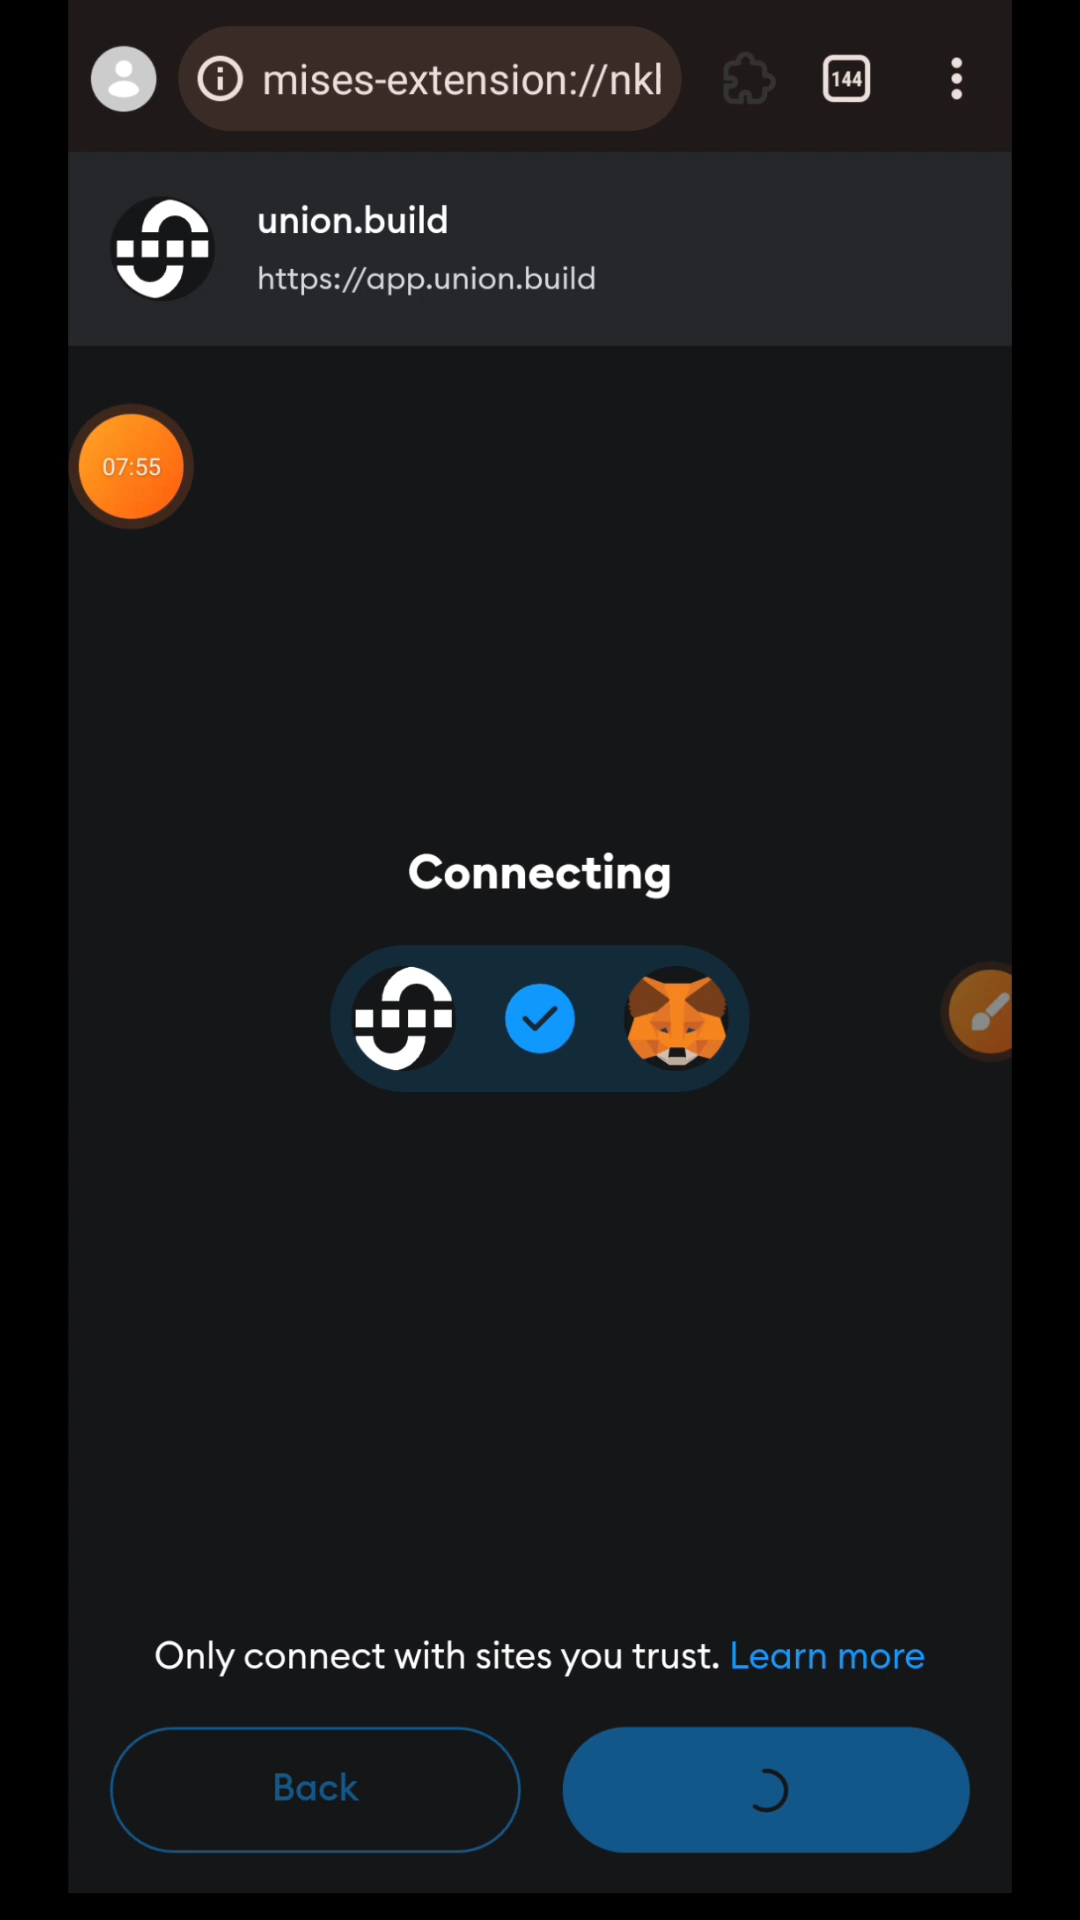 mises-extension://nkl
144
union.build
https://app.union.build
07:55
Connecting
Only connect with sites you trust. Learn more
Back